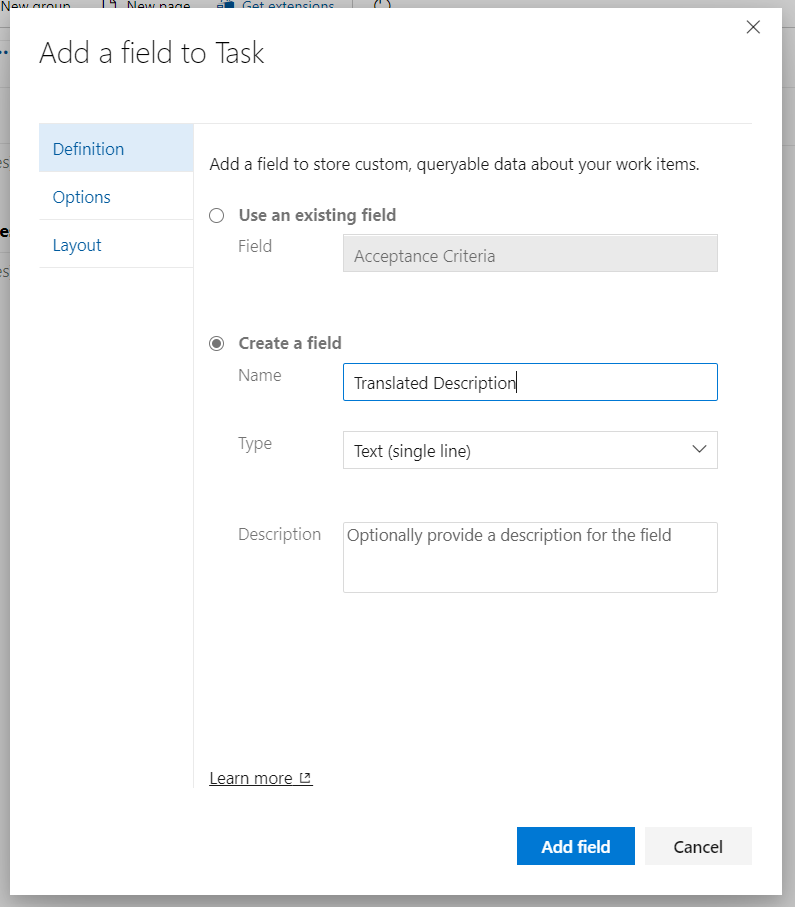 New group New page Get extensions
Add a field to Task
Definition
Options
Layout
Add a field to store custom, queryable data about your work items.
Use an existing field
Field
Acceptance Criteria
Create a field
Name
Translated Description
Type
Text (single line)
Description
Optionally provide a description for the field
Learn more
Add field
Cancel